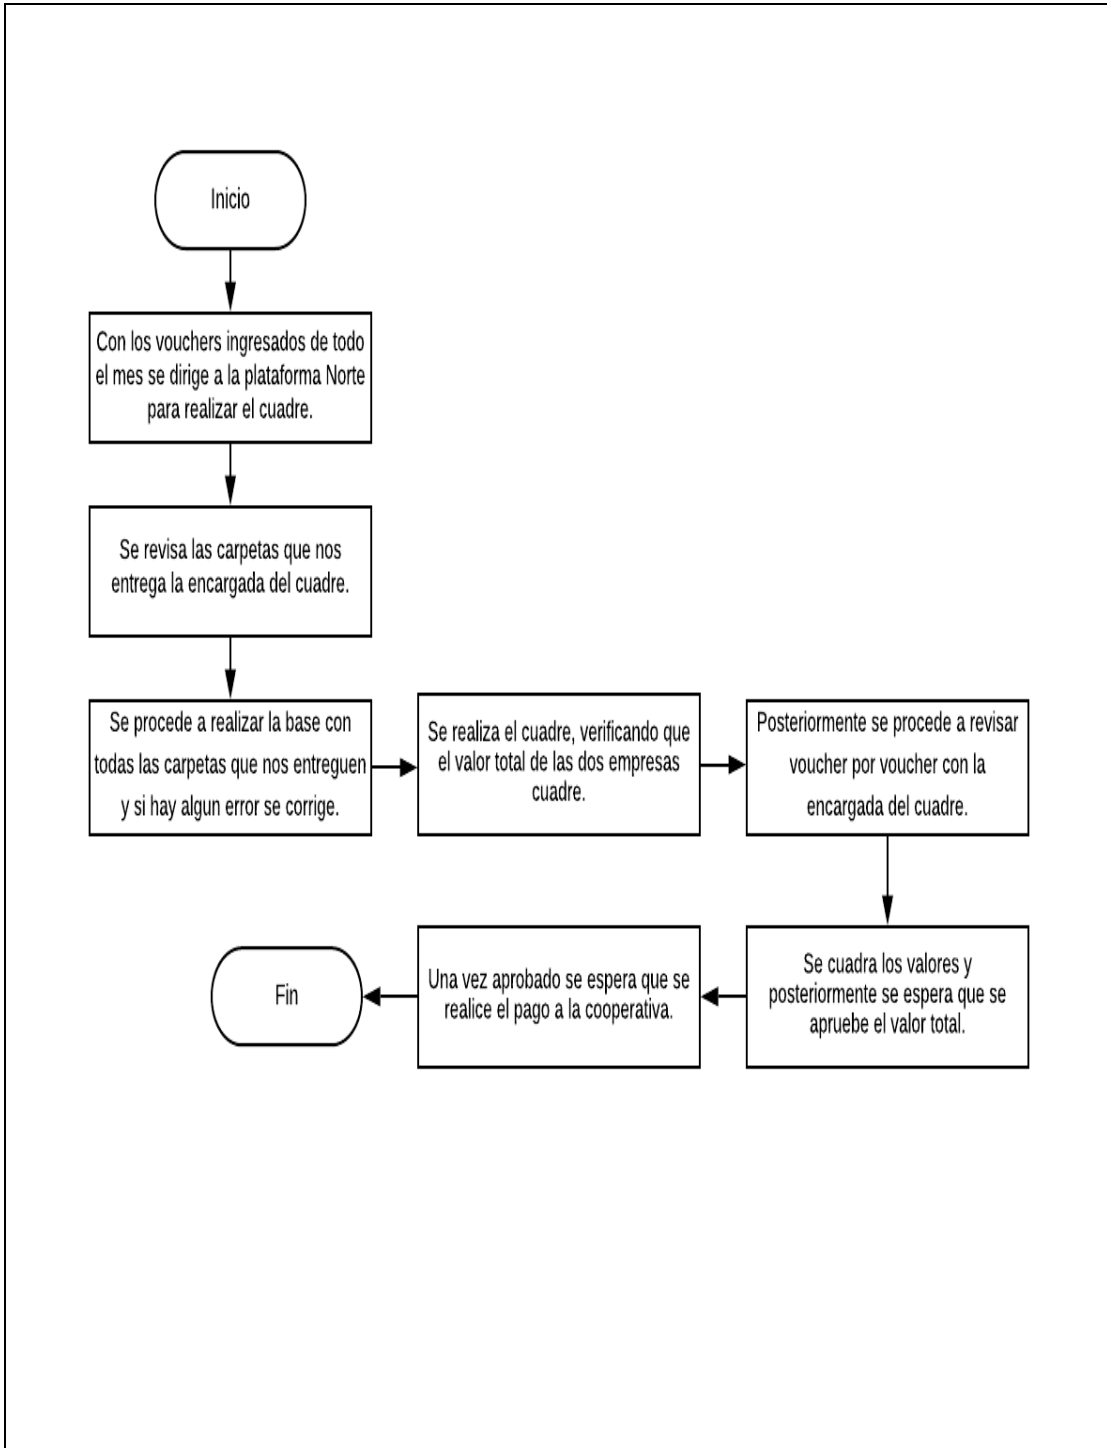 Inicio
Con los vouchers ingresados de todo
el mes se dirige a la plataforma Norte
para realizar el cuadre.
Se revisa las carpetas que nos
entrega la encargada del cuadre.
Se procede a realizar la base con
todas las carpetas que nos entreguen
y si hay algun error se corrige.
Se realiza el cuadre, verificando que
el valor total de las dos empresas
cuadre.
Posteriormente se procede a revisar
voucher por voucher con la
encargada del cuadre.
Se cuadra los valores y
posteriormente se espera que se
apruebe el valor total.
Una vez aprobado se espera que se
realice el pago a la cooperativa.
Fin